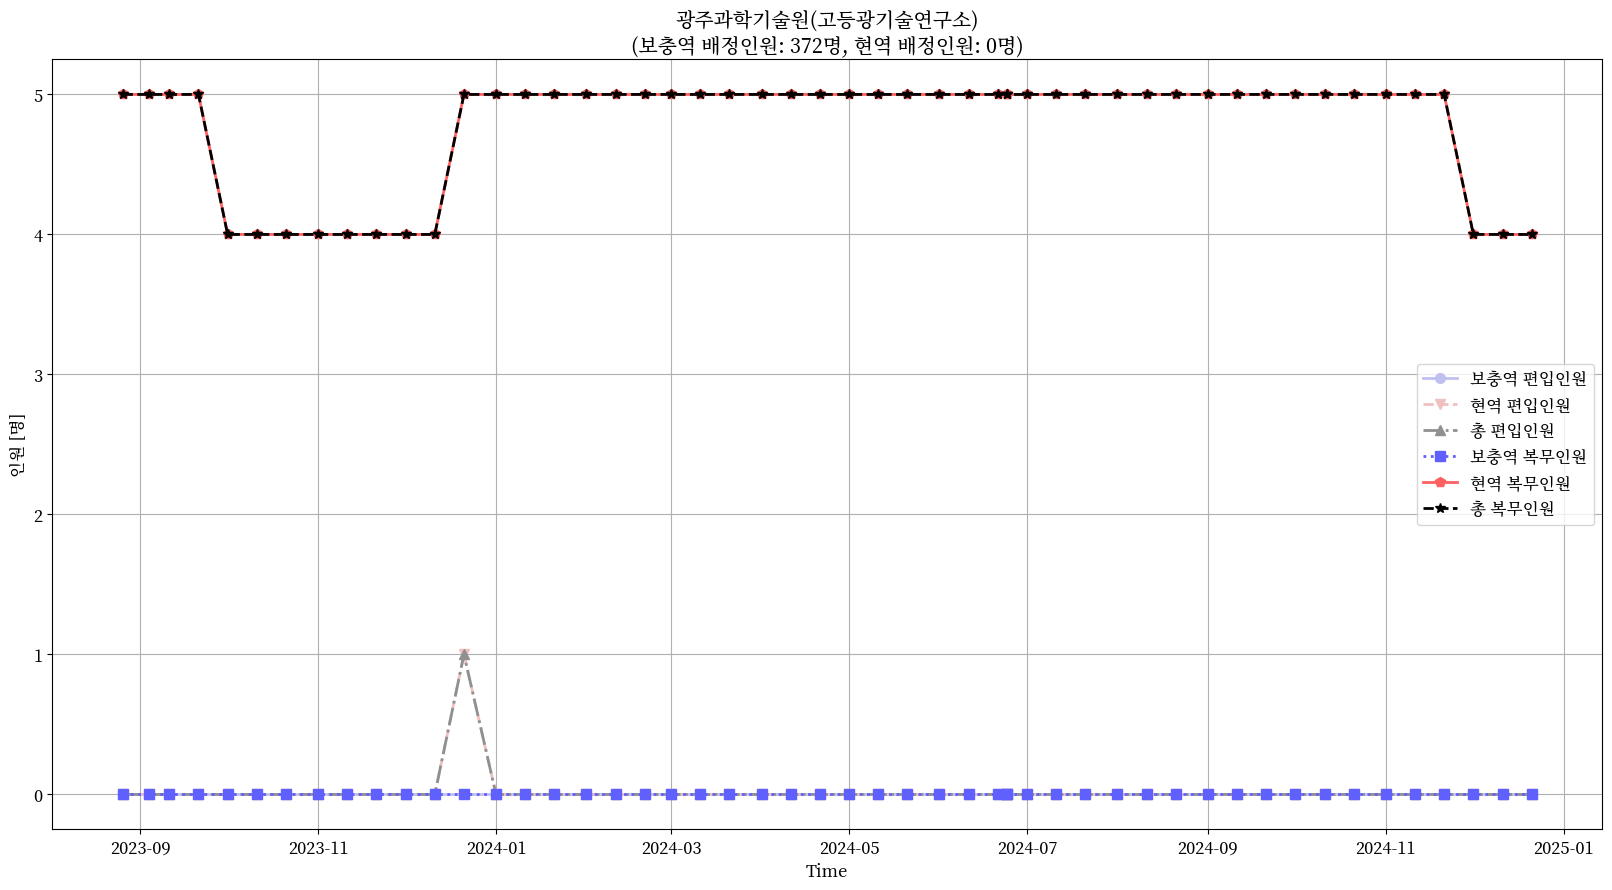 광주과학기술원(고등광기술연구소)
(보충역 배정인원: 372명, 현역 배정인원: 0명)
인원 [명]
5
4
3
2
1
0
보충역 편입인원
현역 편입인원
총 편입인원
보충역 복무인원
현역 복무인원
총 복무인원
2023-09
2023-11
2024-01
2024-03
2024-05
2024-07
2024-09
2024-11
2025-01
Time